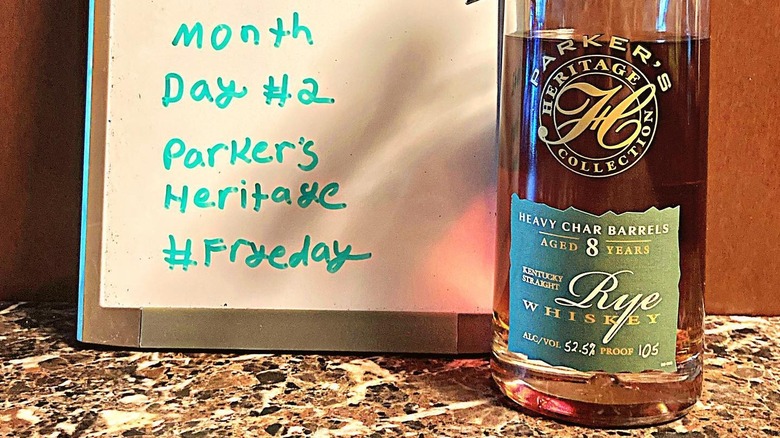 Month
Day #2
Parker's
Heritage
#Fryeday
PARKER'S
HERITAGE
H
COLLECTION
HEAVY CHAR BARRELS
AGED 8 YEARS
KENTUCKY
STRAIGHT
Rye
WHISKEY
ALC/VOL 52.5% PROOF 105